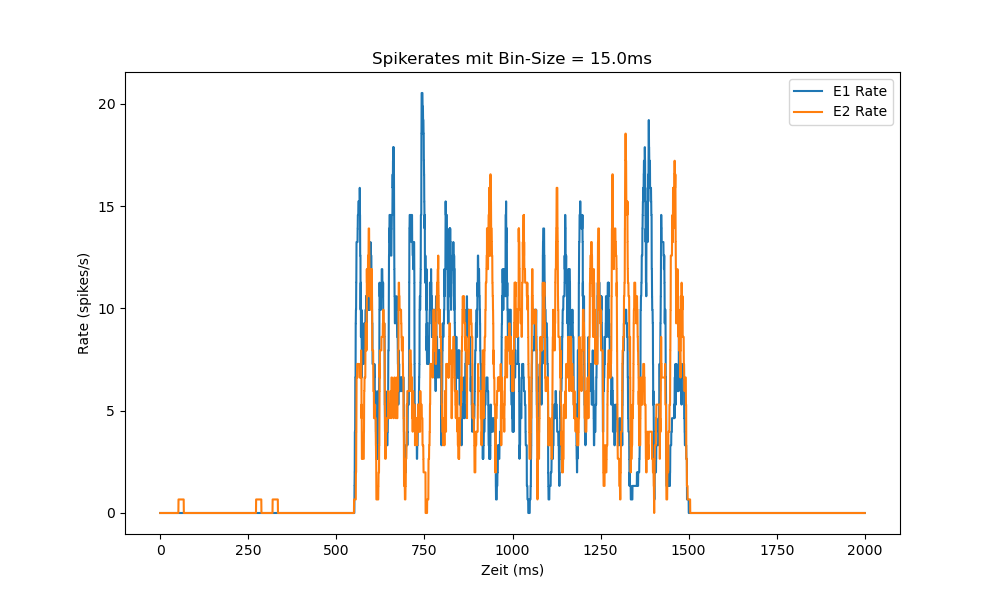 Spikerates mit Bin-Size = 15.0ms
E1 Rate
E2 Rate
Rate (spikes/s)
20
15
10
5
0
0 250 500 750 1000 1250 1500 1750 2000
Zeit (ms)